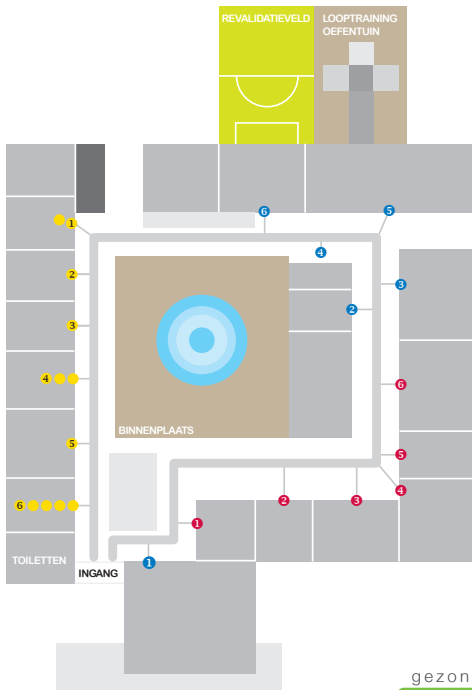 REVALIDATIEVELD
LOOPTRAINING
OEFENTUIN
6
5
1
4
2
3
3
2
4
6
BINNENPLAATS
5
5
4
6
2
3
1
TOILETTEN
1
INGANG
gezon